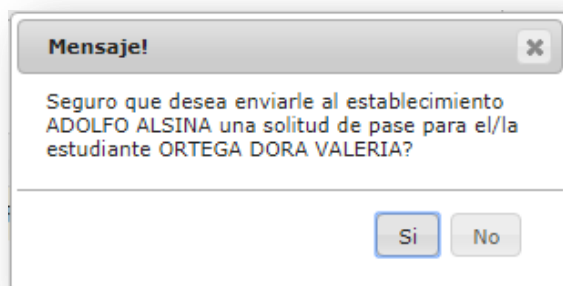 Mensaje!
Seguro que desea enviarle al establecimiento
ADOLFO ALSINA una solitud de pase para el/la
estudiante ORTEGA DORA VALERIA?
Si No